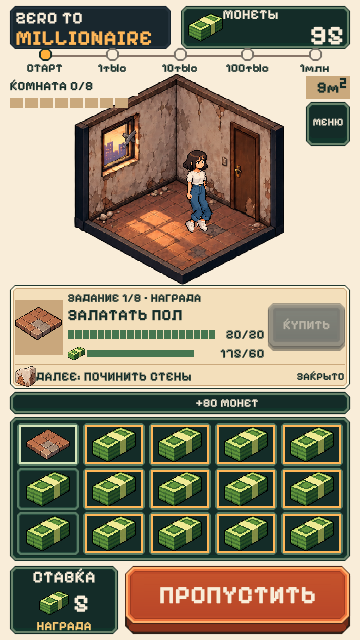 ZERO TO
MILLIONAIRE
МОНЕТЫ
98
СТАРТ
1тыс
10тыс
100тыс
1млн
КОМНАТА 0/8
9м²
МЕНЮ
ЗАДАНИЕ 1/8 · НАГРАДА
ЗАЛАТАТЬ ПОЛ
20/20
178/60
КУПИТЬ
ДАЛЕЕ: ПОЧИНИТЬ СТЕНЫ
ЗАКРЫТО
+80 МОНЕТ
СТАВКА
8
НАГРАДА
ПРОПУСТИТЬ